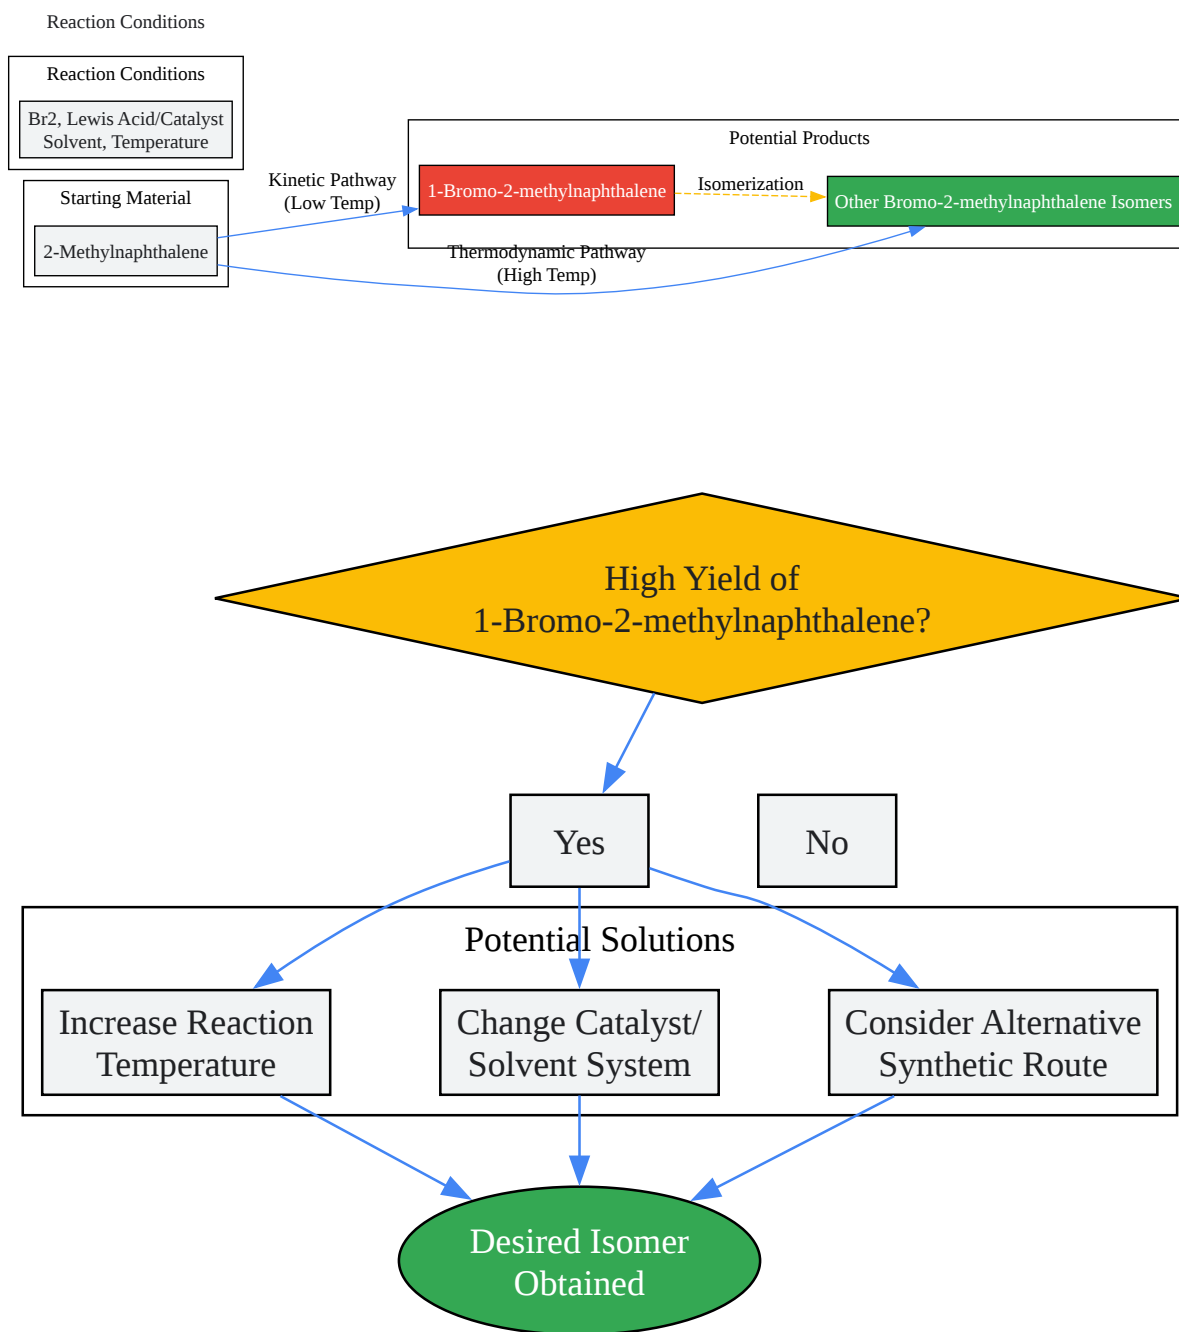 Reaction Conditions
Reaction Conditions
Br2, Lewis Acid/Catalyst
Solvent, Temperature
Starting Material
2-Methylnaphthalene
Kinetic Pathway
(Low Temp)
Potential Products
1-Bromo-2-methylnaphthalene
Isomerization
Other Bromo-2-methylnaphthalene Isomers
Thermodynamic Pathway
(High Temp)
High Yield of
1-Bromo-2-methylnaphthalene?
Yes
No
Potential Solutions
Increase Reaction
Temperature
Change Catalyst/
Solvent System
Consider Alternative
Synthetic Route
Desired Isomer
Obtained